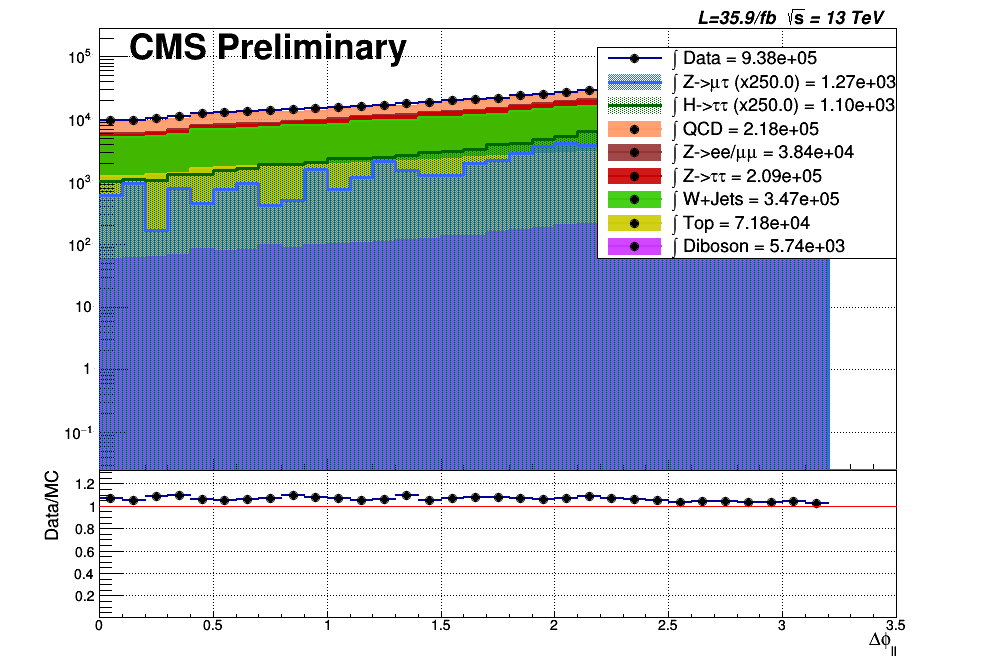 L=35.9/fb √s = 13 TeV
CMS Preliminary
∫ Data = 9.38e+05
∫ Z->μτ (x250.0) = 1.27e+03
∫ H->ττ (x250.0) = 1.10e+03
∫ QCD = 2.18e+05
∫ Z->ee/μμ = 3.84e+04
∫ Z->ττ = 2.09e+05
∫ W+Jets = 3.47e+05
∫ Top = 7.18e+04
∫ Diboson = 5.74e+03
10⁵
10⁴
10³
10²
10
1
10⁻¹
Data/MC
1.2
1
0.8
0.6
0.4
0.2
0 0.5 1 1.5 2 2.5 3 3.5
Δϕ_||